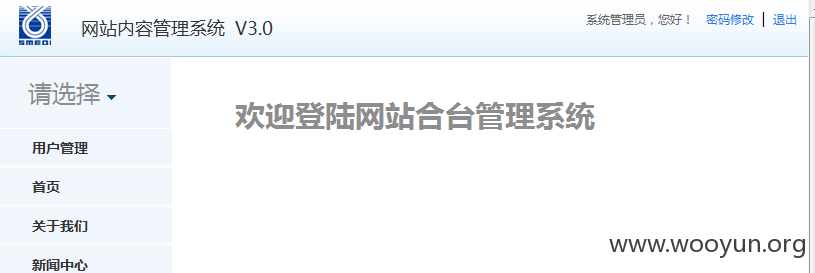 SMEDI
网站内容管理系统 V3.0
系统管理员，您好！ 密码修改 | 退出
请选择
欢迎登陆网站合台管理系统
用户管理
首页
关于我们
新闻中心
www.wooyun.org